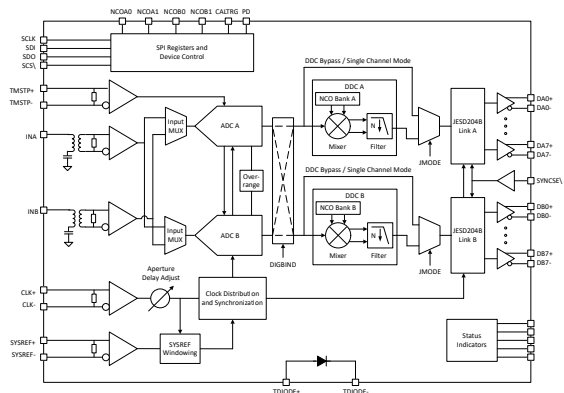 NCOA0 NCOA1 NCOB0 NCOB1 CALTRG PD
SCLK
SDI
SDO
SCS\
SPI Registers and
Device Control
TMSTP+
TMSTP-
INA
INB
Input
MUX
Input
MUX
ADC A
Over-
range
ADC B
DIGBIND
DDC Bypass / Single Channel Mode
DDC A
NCO Bank A
N
Mixer
Filter
JMODE
DDC Bypass / Single Channel Mode
DDC B
NCO Bank B
N
Mixer
Filter
JMODE
JESD204B
Link A
JESD204B
Link B
DA0+
DA0-
DA7+
DA7-
SYNCSE\
DB0+
DB0-
DB7+
DB7-
CLK+
CLK-
Aperture
Delay Adjust
Clock Distribution
and Synchronization
SYSREF+
SYSREF-
SYSREF
Windowing
Status
Indicators
TDIODE+
TDIODE-